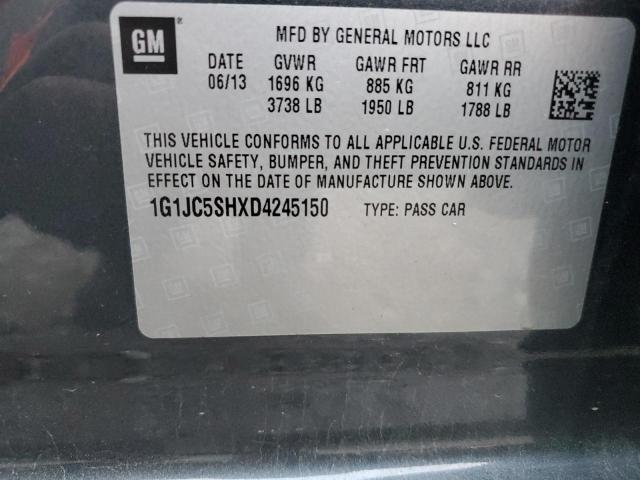 GM
MFD BY GENERAL MOTORS LLC
DATE GVWR GAWR FRT GAWR RR
06/13 1696 KG 885 KG 811 KG
3738 LB 1950 LB 1788 LB
THIS VEHICLE CONFORMS TO ALL APPLICABLE U.S. FEDERAL MOTOR
VEHICLE SAFETY, BUMPER, AND THEFT PREVENTION STANDARDS IN
EFFECT ON THE DATE OF MANUFACTURE SHOWN ABOVE.
1G1JC5SHXD4245150 TYPE: PASS CAR